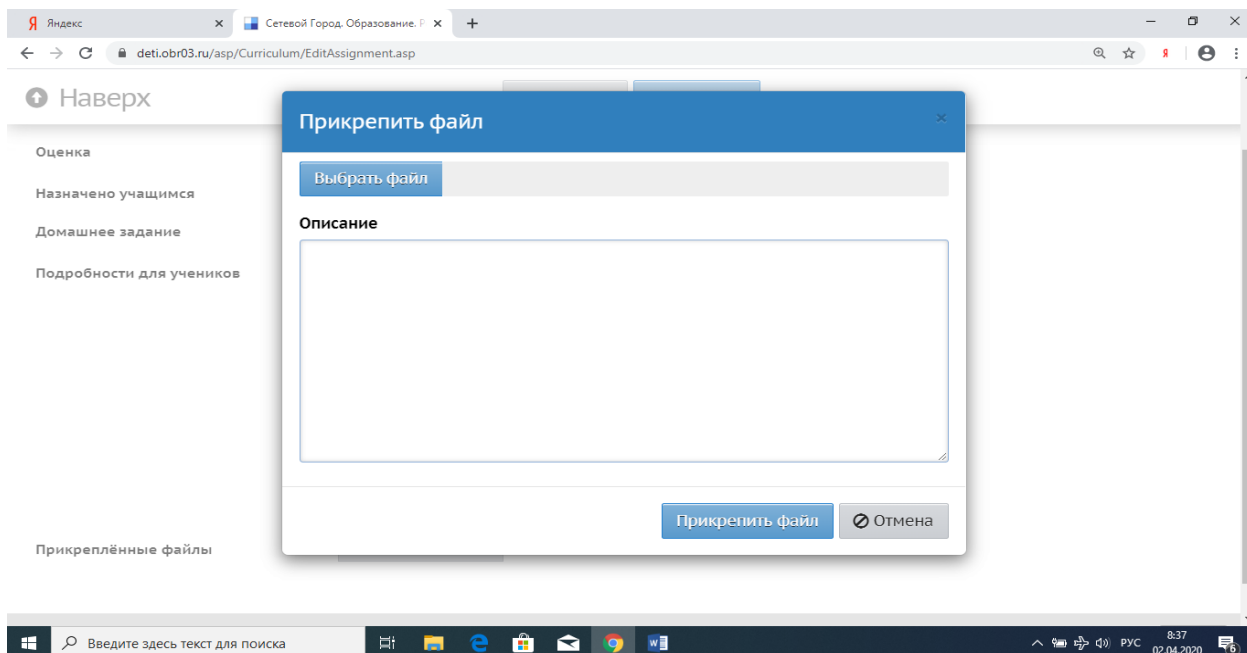 Яндекс
Сетевой Город. Образование. Р
deti.obr03.ru/asp/Curriculum/EditAssignment.asp
Наверх
Прикрепить файл
Оценка
Выбрать файл
Назначено учащимся
Описание
Домашнее задание
Подробности для учеников
Прикрепить файл
Отмена
Прикреплённые файлы
Введите здесь текст для поиска
РУС
8:37
02.04.2020
6